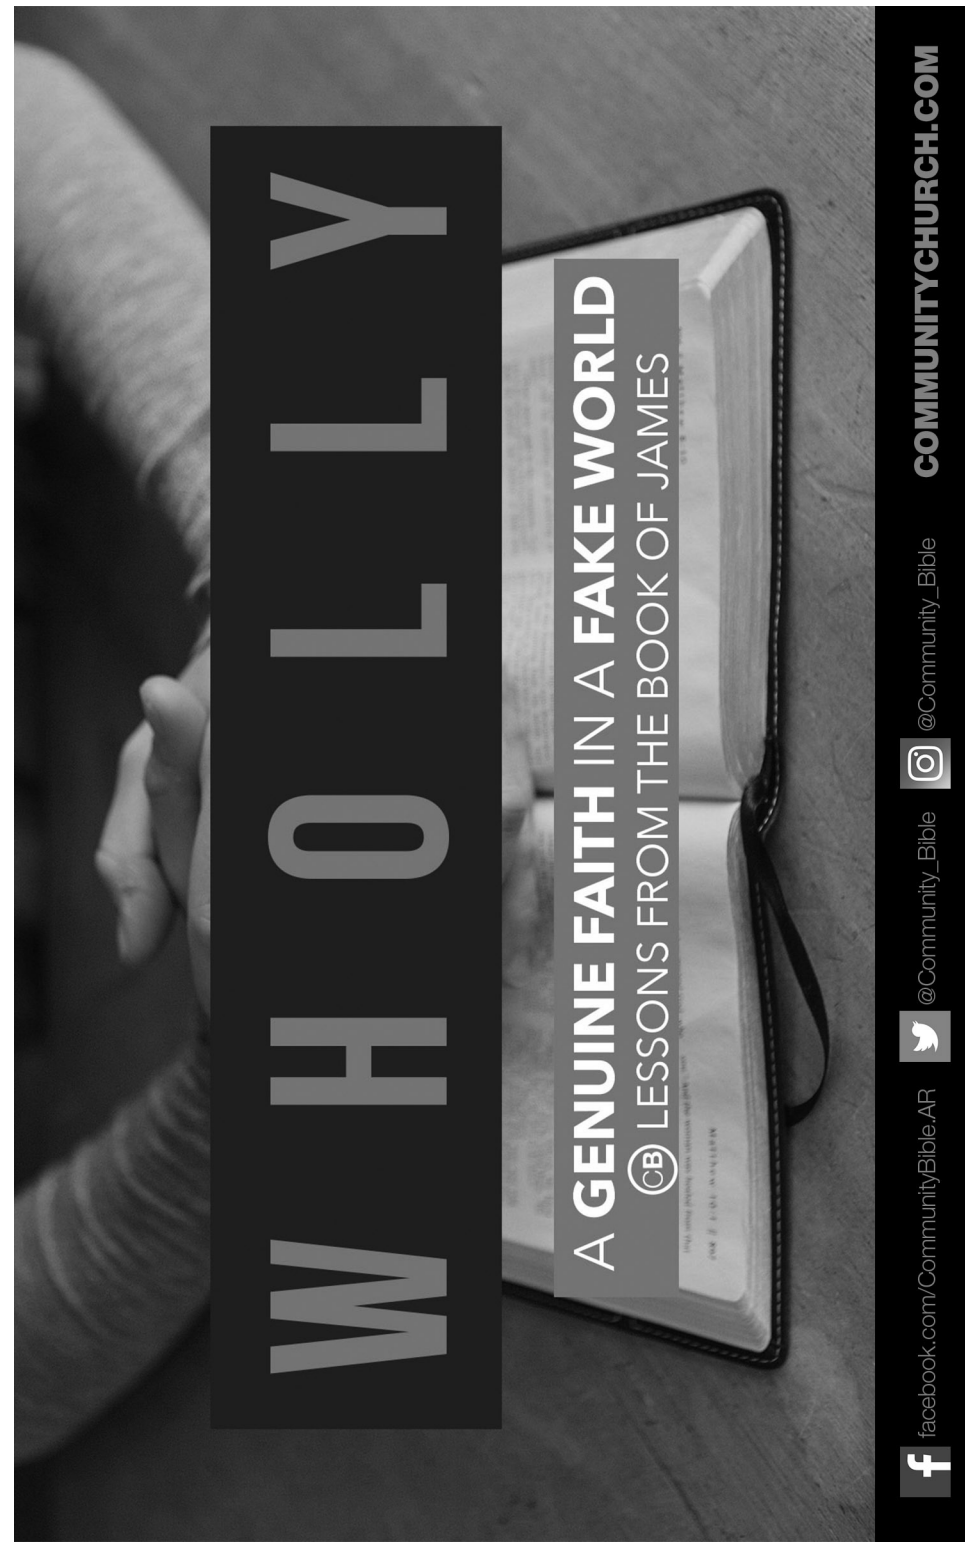 WHOLLY
A GENUINE FAITH IN A FAKE WORLD
CB LESSONS FROM THE BOOK OF JAMES
facebook.com/CommunityBible.AR @Community_Bible @Community_Bible COMMUNITYCHURCH.COM